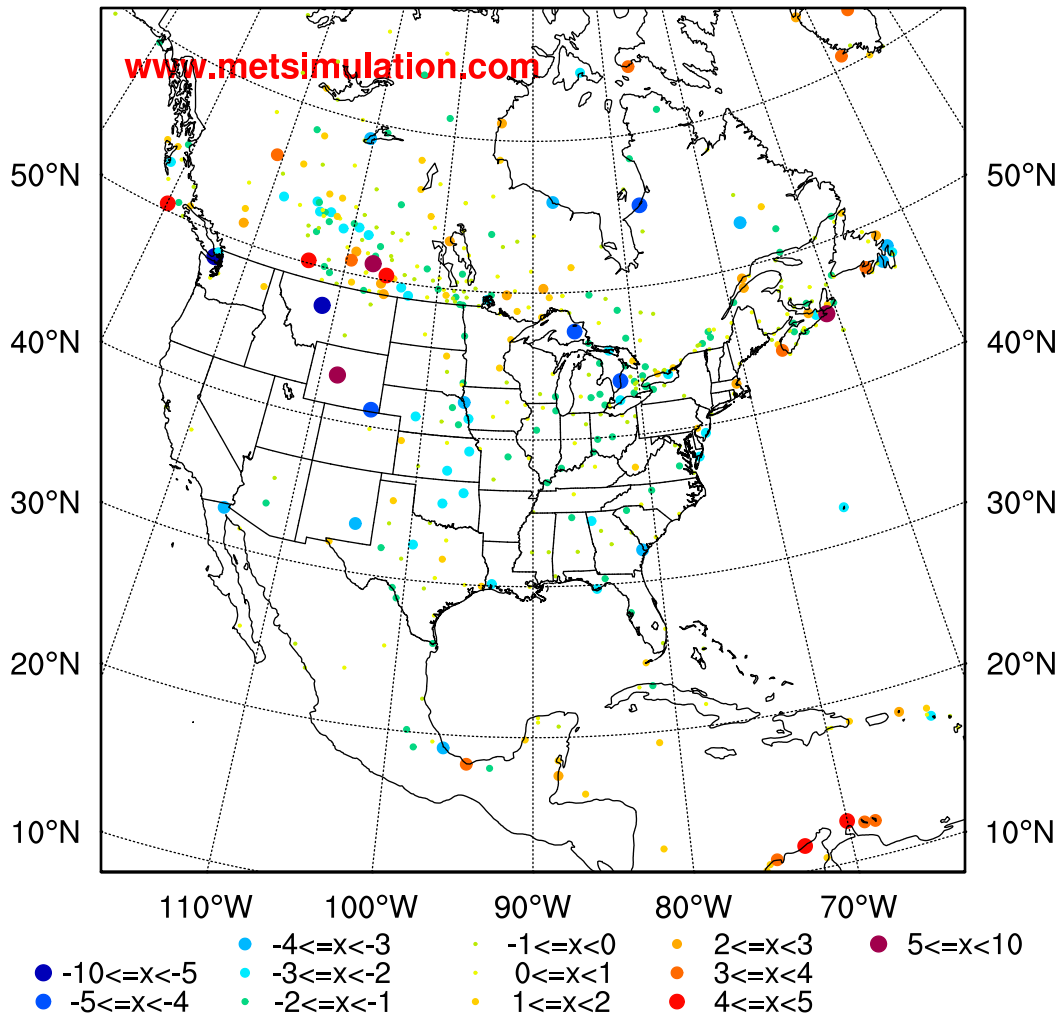 www.metsimulation.com
50°N 50°N
40°N 40°N
30°N 30°N
20°N 20°N
10°N 10°N
110°W 100°W 90°W 80°W 70°W
-4<=x<-3 -1<=x<0 2<=x<3 5<=x<10
-10<=x<-5 -3<=x<-2 0<=x<1 3<=x<4
-5<=x<-4 -2<=x<-1 1<=x<2 4<=x<5